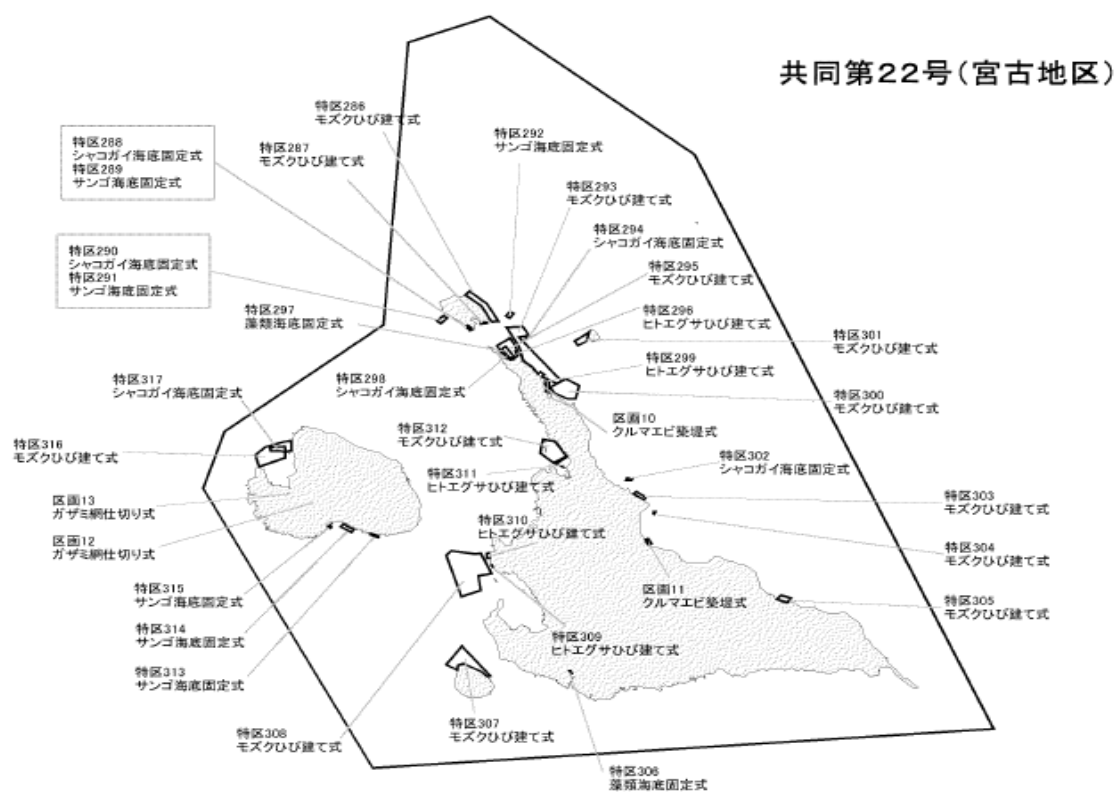 共同第22号(宮古地区)
特区286
モズクひび建て式
特区287
モズクひび建て式
特区288
シャコガイ海底固定式
特区289
サンゴ海底固定式
特区290
シャコガイ海底固定式
特区291
サンゴ海底固定式
特区292
サンゴ海底固定式
特区293
モズクひび建て式
特区294
シャコガイ海底固定式
特区295
モズクひび建て式
特区296
ヒトエグサひび建て式
特区297
藻類海底固定式
特区298
シャコガイ海底固定式
特区299
ヒトエグサひび建て式
特区300
モズクひび建て式
特区301
モズクひび建て式
区画10
クルマエビ築堤式
特区302
シャコガイ海底固定式
特区303
モズクひび建て式
特区304
モズクひび建て式
特区305
モズクひび建て式
区画11
クルマエビ築堤式
特区306
藻類海底固定式
特区307
モズクひび建て式
特区308
モズクひび建て式
特区309
ヒトエグサひび建て式
特区310
ヒトエグサひび建て式
特区311
ヒトエグサひび建て式
特区312
モズクひび建て式
特区313
サンゴ海底固定式
特区314
サンゴ海底固定式
特区315
サンゴ海底固定式
区画12
ガザミ網仕切り式
区画13
ガザミ網仕切り式
特区316
モズクひび建て式
特区317
シャコガイ海底固定式